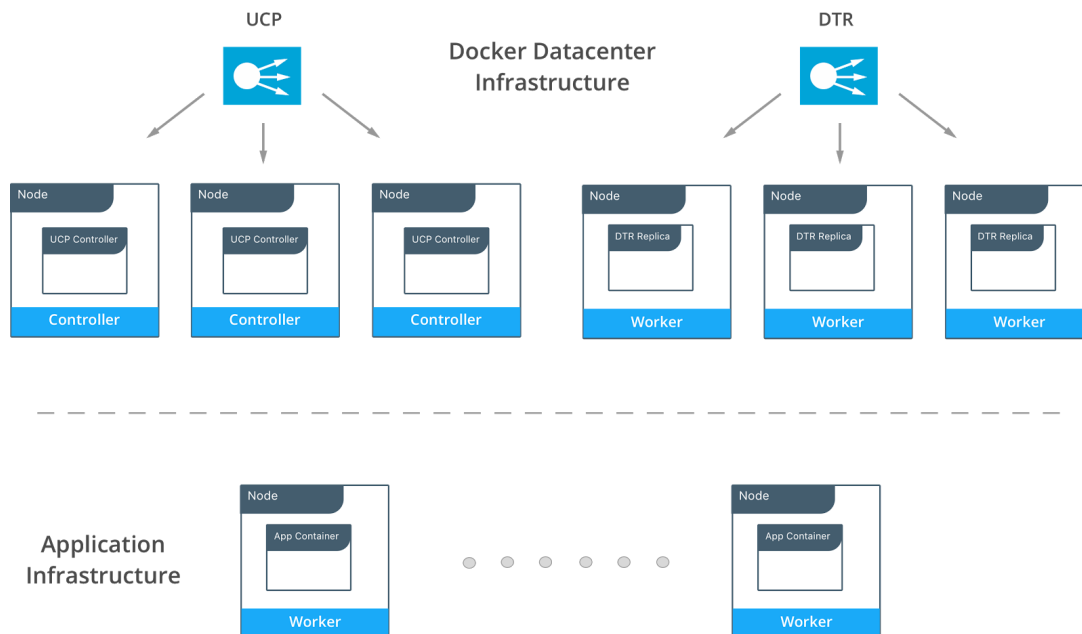 UCP
DTR
Docker Datacenter
Infrastructure
Node
UCP Controller
Controller
Node
UCP Controller
Controller
Node
UCP Controller
Controller
Node
DTR Replica
Worker
Node
DTR Replica
Worker
Node
DTR Replica
Worker
Application
Infrastructure
Node
App Container
Worker
Node
App Container
Worker